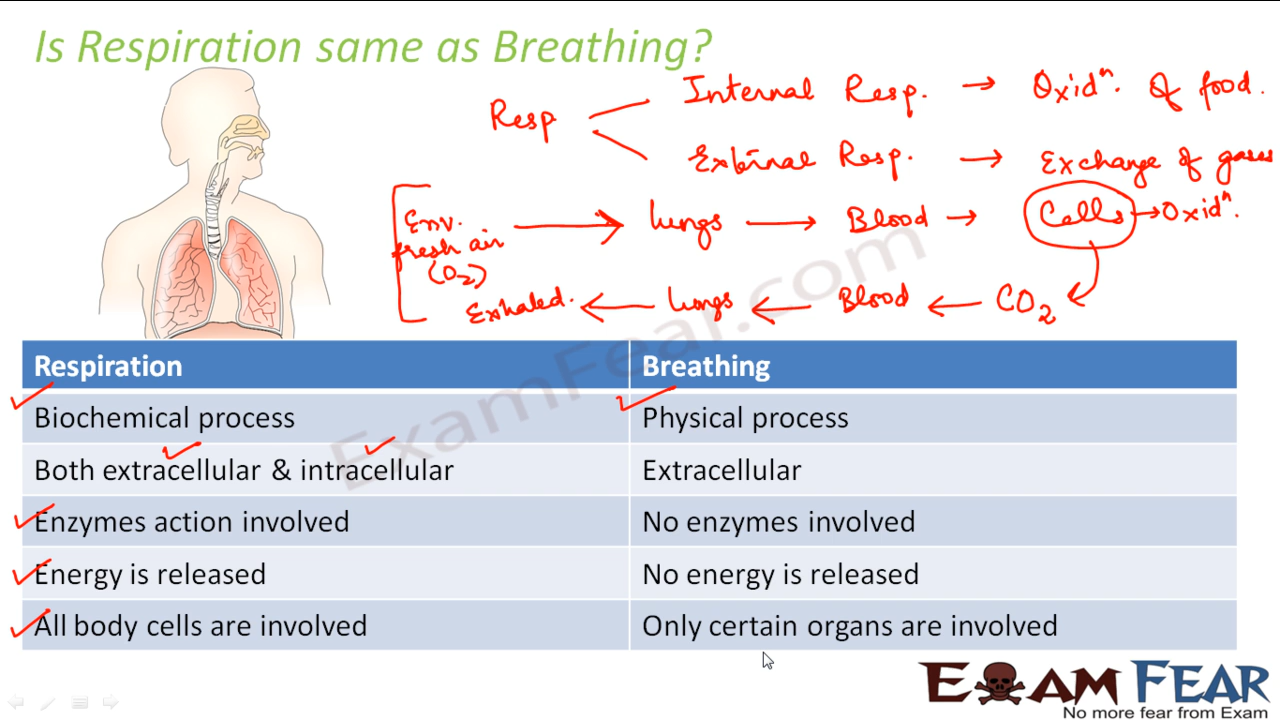 Is Respiration same as Breathing?
Resp
Internal Resp. → Oxidⁿ. Of food.
External Resp. → Exchange of gases
Env. fresh air (O₂) → lungs → Blood → Cells → Oxidⁿ.
Exhaled. ← lungs ← Blood ← CO₂
ExamFear.com
Respiration Breathing
Biochemical process Physical process
Both extracellular & intracellular Extracellular
Enzymes action involved No enzymes involved
Energy is released No energy is released
All body cells are involved Only certain organs are involved
EXAM FEAR
No more fear from Exam